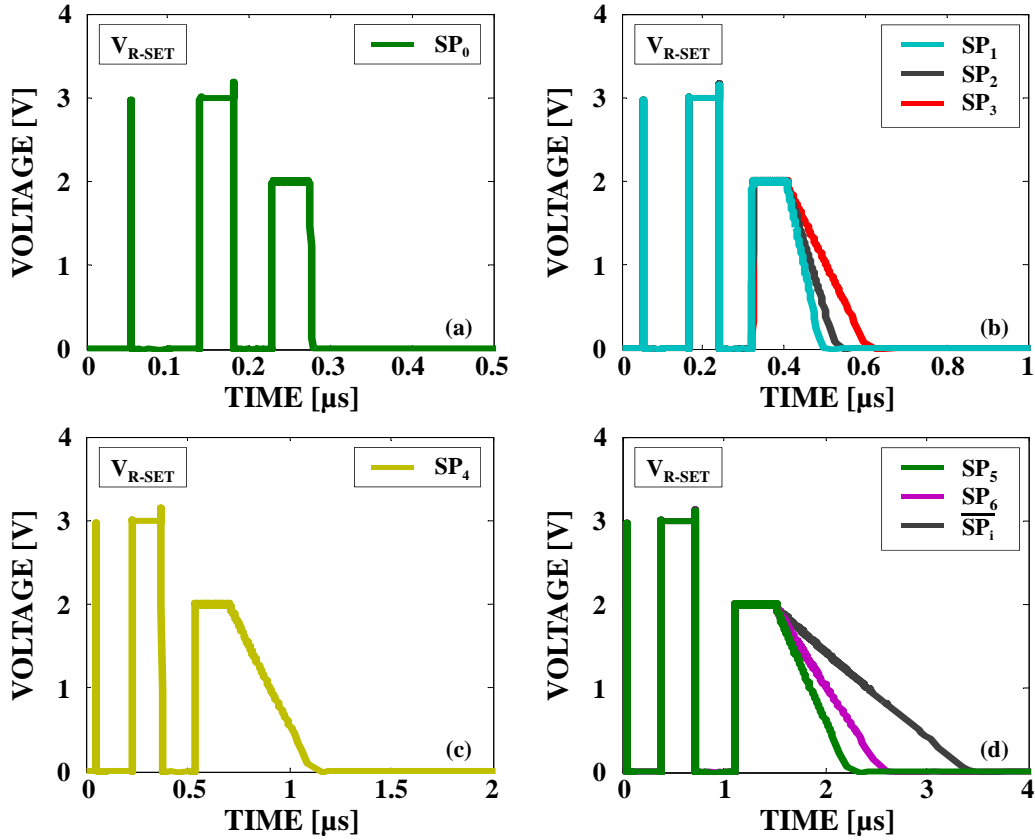 4
3
2
1
0
VOLTAGE [V]
V_R-SET
SP_0
(a)
0 0.1 0.2 0.3 0.4 0.5
TIME [µs]
4
3
2
1
0
VOLTAGE [V]
V_R-SET
SP_1
SP_2
SP_3
(b)
0 0.2 0.4 0.6 0.8 1
TIME [µs]
4
3
2
1
0
VOLTAGE [V]
V_R-SET
SP_4
(c)
0 0.5 1 1.5 2
TIME [µs]
4
3
2
1
0
VOLTAGE [V]
V_R-SET
SP_5
SP_6
S̅P̅_i
(d)
0 1 2 3 4
TIME [µs]